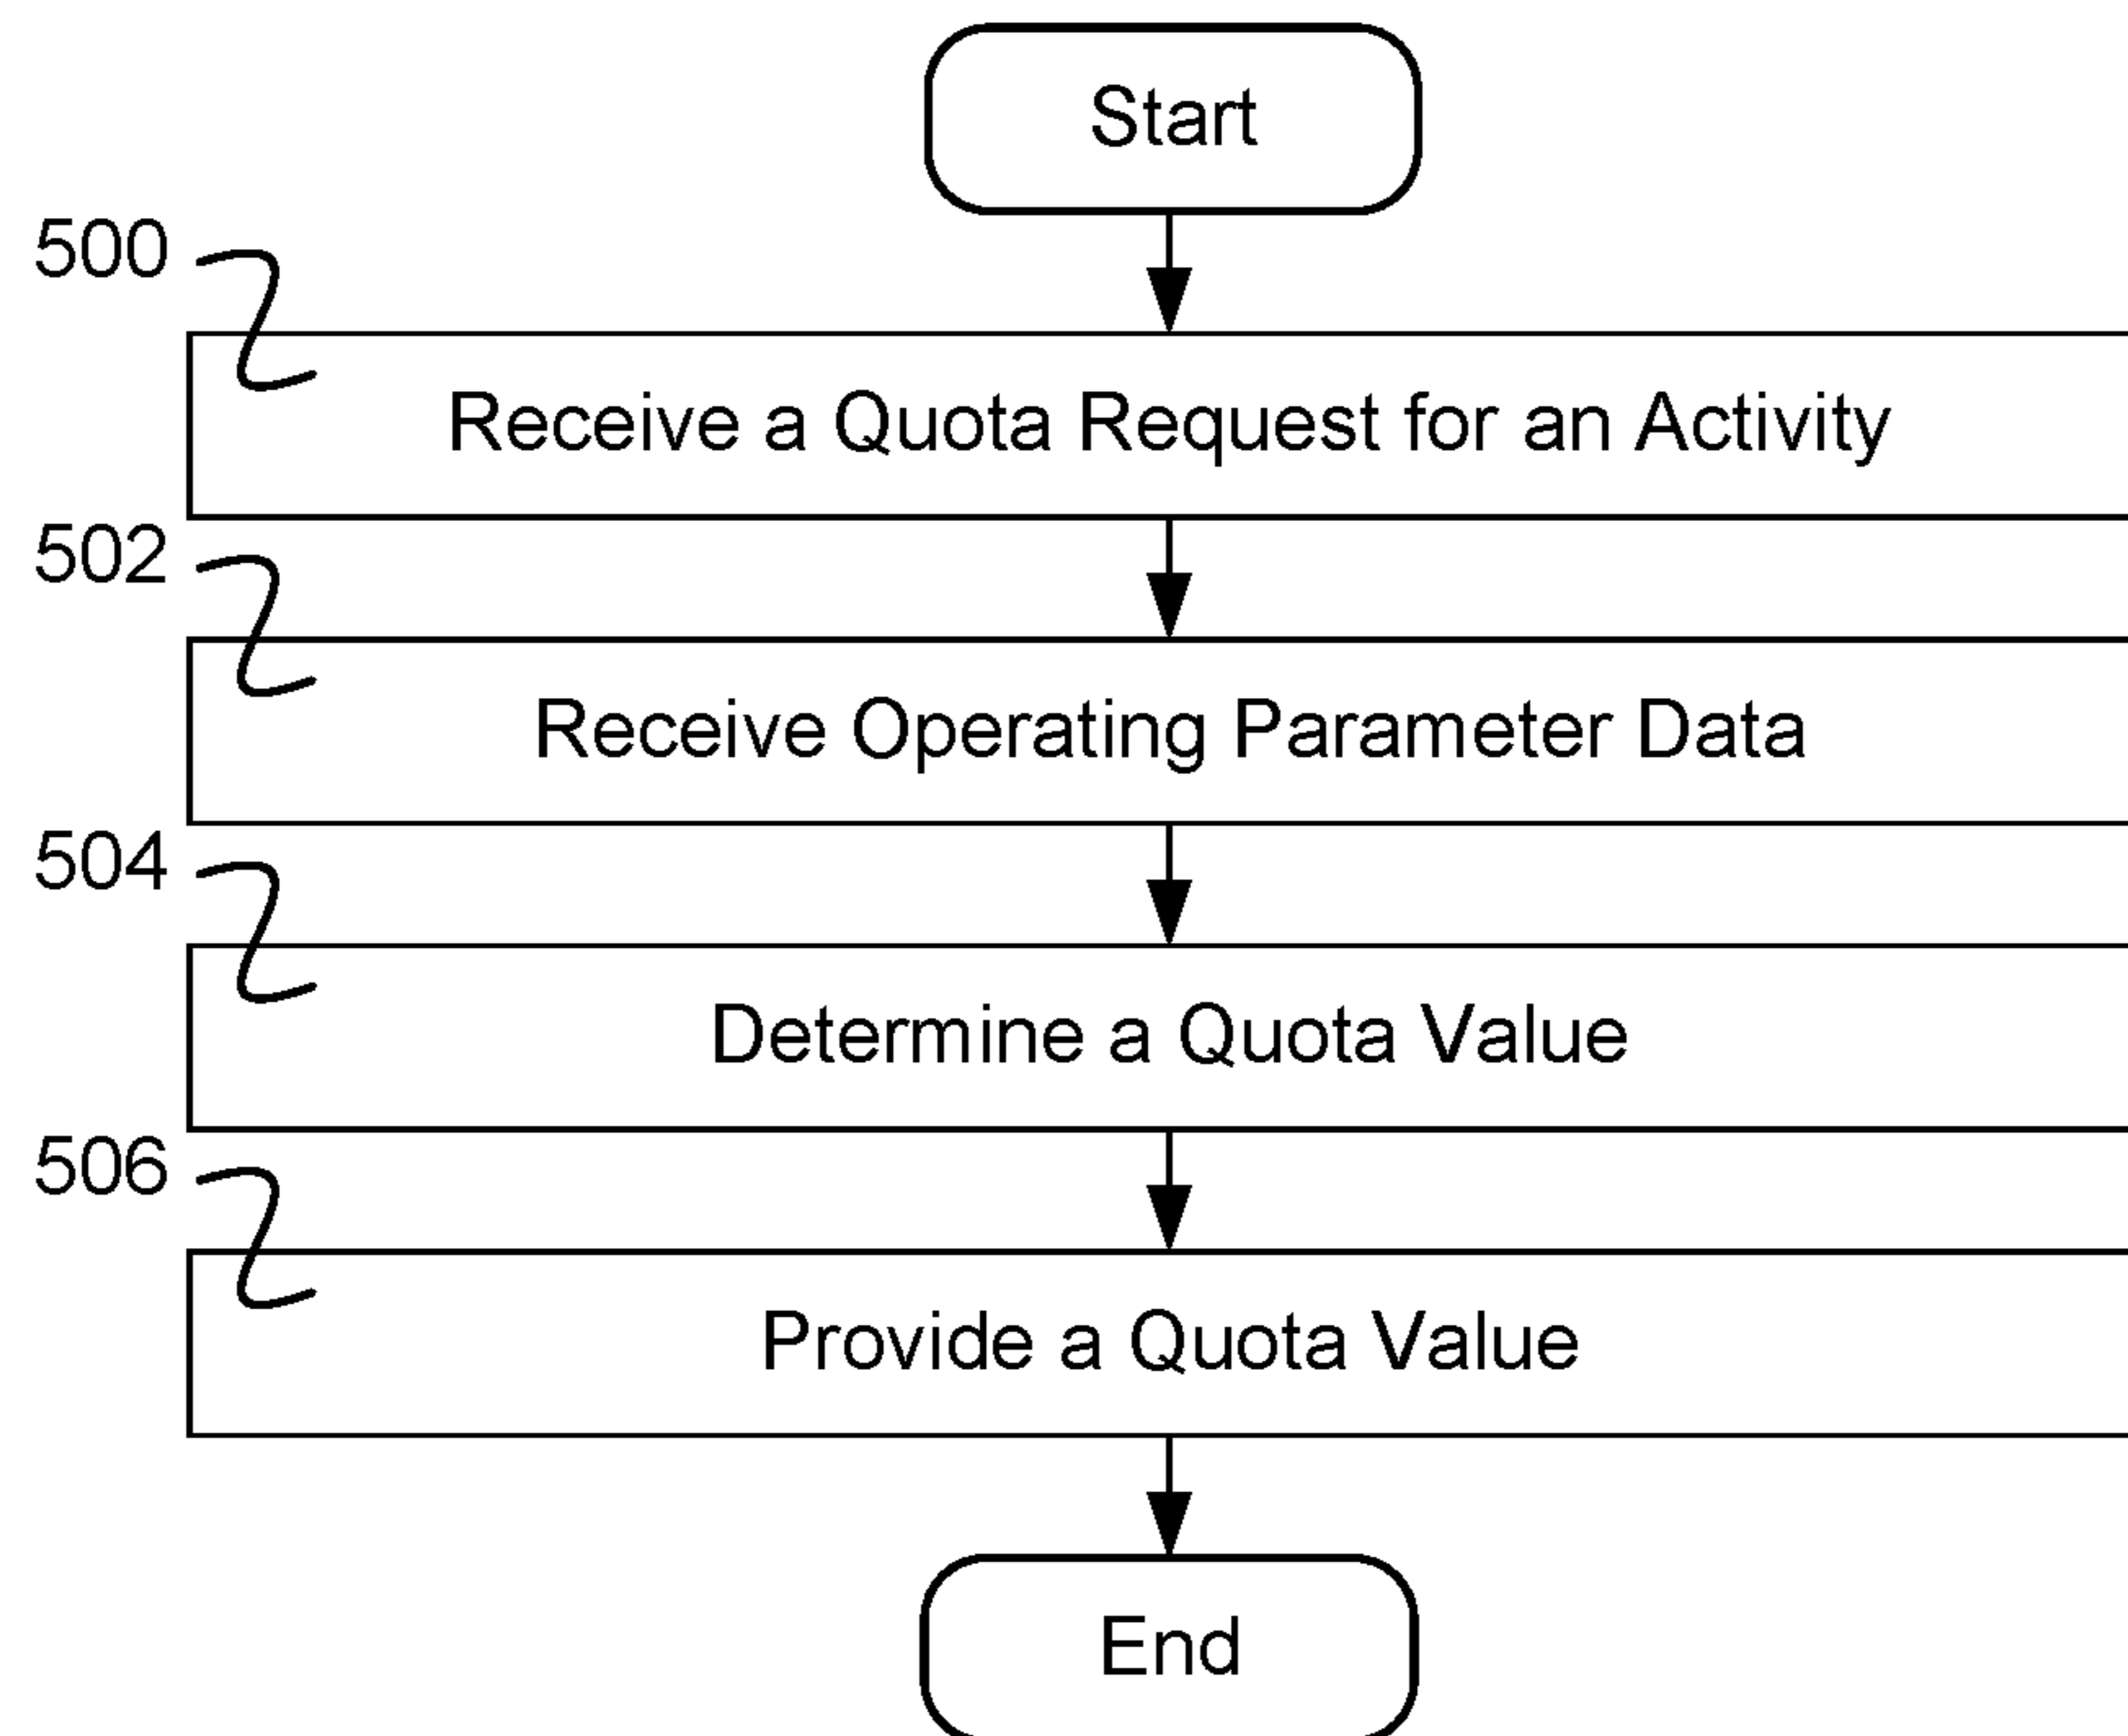 Start
500
Receive a Quota Request for an Activity
502
Receive Operating Parameter Data
504
Determine a Quota Value
506
Provide a Quota Value
End